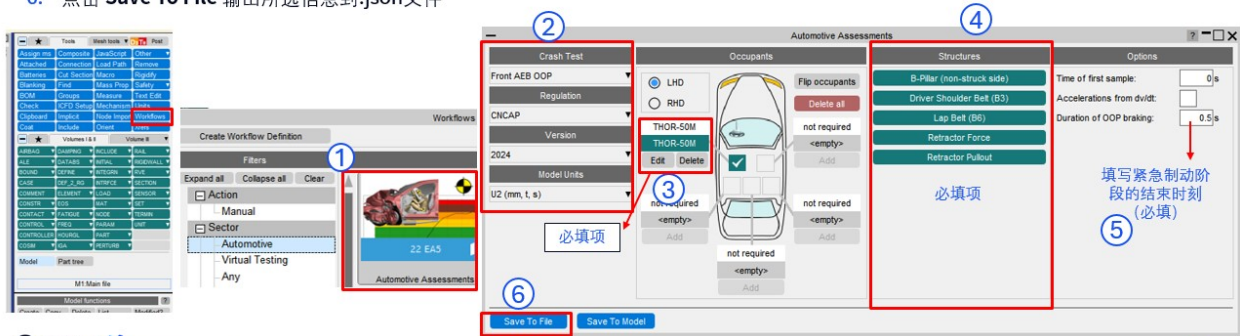 6. 点击 Save To File 输出所选信息到.json文件
Tools Mesh tools Post
Assign ms Composite JavaScript Other
Attached Connection Load Path Remove
Batteries Cut Section Macro Rigidify
Blanking Find Mass Prop Safety
BOM Groups Measure Text Edit
Check ICFD Setup Mechanism Units
Clipboard Implicit Node Impor Workflows
Coat Include Orient
Volumes I & II Volume III
AIRBAG DAMPING INCLUDE RAIL
ALE DATABS INITIAL RIGIDWALL
BOUND DEFINE INTEGRN RVE
CASE DEF_2_RG INTRFCE SECTION
COMMENT ELEMENT LOAD SENSOR
CONSTR EOS MAT SET
CONTACT FATIGUE NODE TERMIN
CONTROL FREQ PARAM UNIT
CONTROLLER HOURGL PART
COSIM IGA PERTURB
Model Part tree
M1:Main file
Model functions ?
Workflows
Create Workflow Definition
Filters
①
Expand all Collapse all Clear
Action
Manual
Sector
Automotive
Virtual Testing
Any
22 EA5
Automotive Assessments
Automotive Assessments
②
Crash Test
Front AEB OOP
Regulation
CNCAP
Version
2024
Model Units
U2 (mm, t, s)
必填项
Occupants
LHD
RHD
Flip occupants
Delete all
THOR-50M
THOR-50M
Edit Delete
③
not required
<empty>
Add
not required
<empty>
Add
not required
<empty>
Add
not required
<empty>
Add
④
Structures
B-Pillar (non-struck side)
Driver Shoulder Belt (B3)
Lap Belt (B6)
Retractor Force
Retractor Pullout
必填项
Options
Time of first sample: 0 s
Accelerations from dv/dt:
Duration of OOP braking: 0.5 s
填写紧急制动阶
段的结束时刻
(必填)
⑤
⑥
Save To File Save To Model